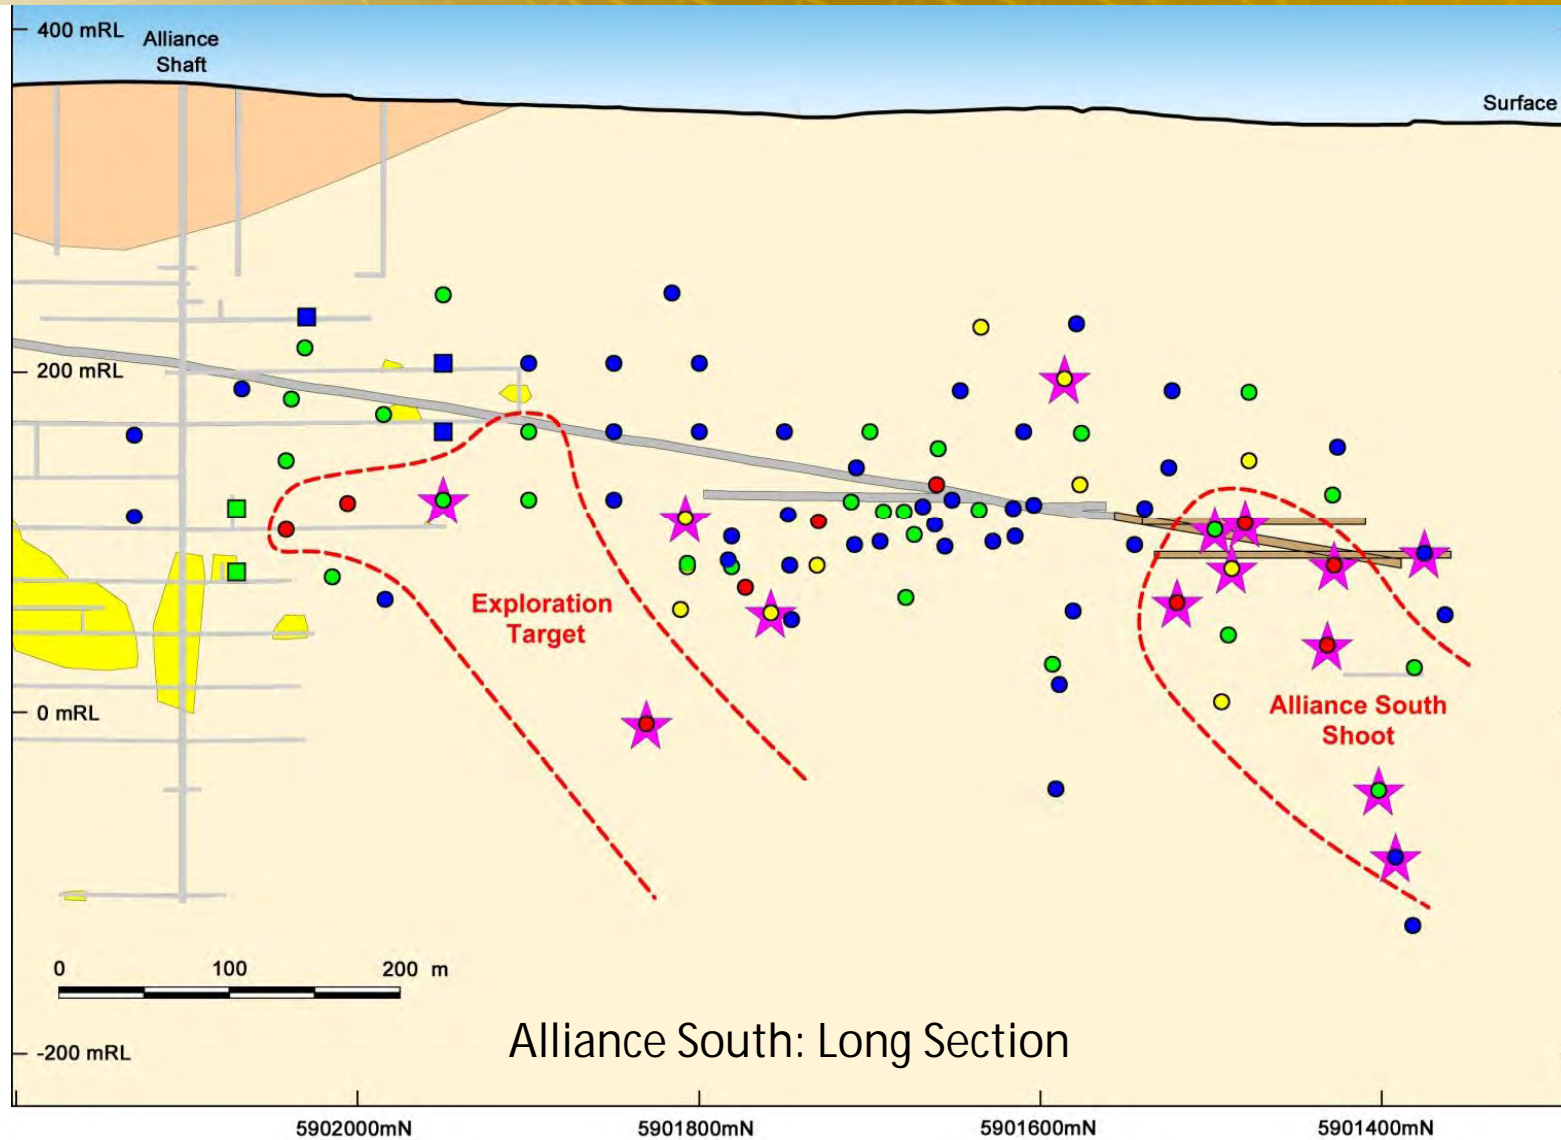 400 mRL
Alliance
Shaft
Surface
200 mRL
Exploration
Target
0 mRL
Alliance South
Shoot
0 100 200 m
Alliance South: Long Section
-200 mRL
5902000mN 5901800mN 5901600mN 5901400mN